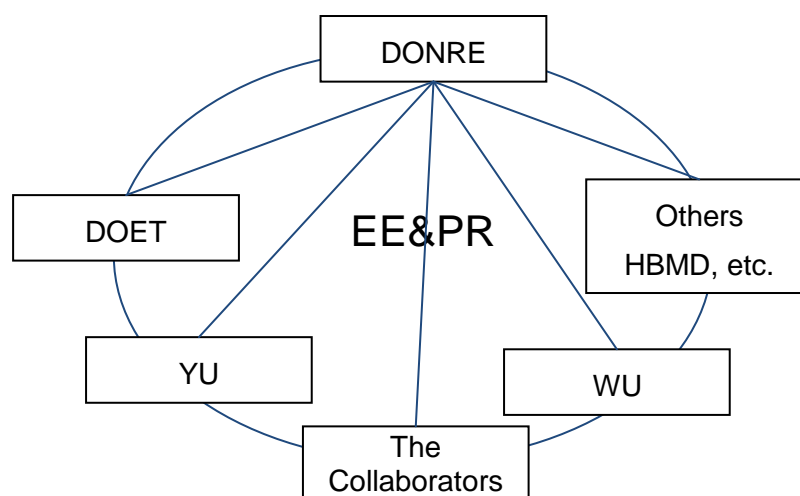 DONRE
DOET
EE&PR
Others
HBMD, etc.
YU
WU
The
Collaborators